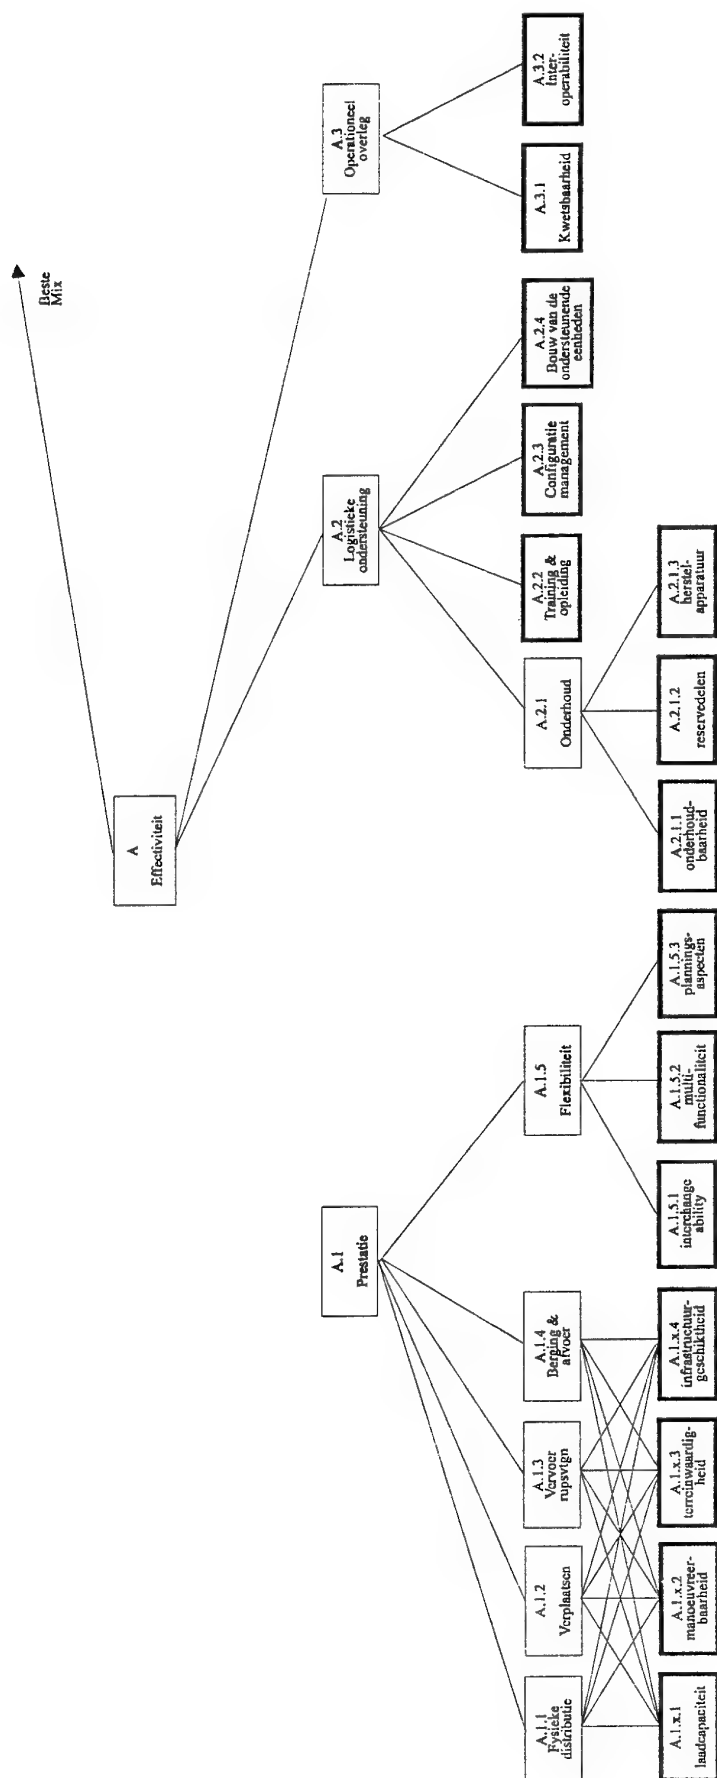 Beste
Mix
A
Effectiviteit
A.1
Prestatie
A.2
Logistieke
ondersteuning
A.3
Operationeel
overleg
A.1.1
Fysieke
distributie
A.1.2
Verplaatsen
A.1.3
Vervoer
rupsvtgn
A.1.4
Berging &
afvoer
A.1.5
Flexibiliteit
A.2.1
Onderhoud
A.2.2
Training &
opleiding
A.2.3
Configuratie
management
A.2.4
Bouw van de
ondersteunende
eenheden
A.3.1
Kwetsbaarheid
A.3.2
Inter-
operabiliteit
A.1.x.1
laadcapaciteit
A.1.x.2
manoeuvreer-
baarheid
A.1.x.3
terreinwaardig-
heid
A.1.x.4
infrastructuur-
geschiktheid
A.1.5.1
interchange
ability
A.1.5.2
multi-
functionaliteit
A.1.5.3
plannings-
aspecten
A.2.1.1
onderhoud-
baarheid
A.2.1.2
reservedelen
A.2.1.3
herstel-
apparatuur